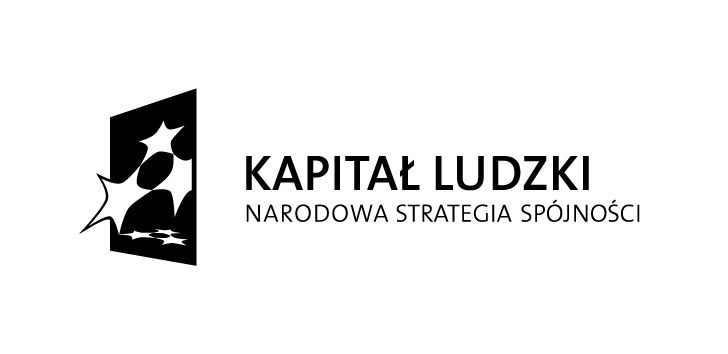 KAPITAŁ LUDZKI
NARODOWA STRATEGIA SPÓJNOŚCI